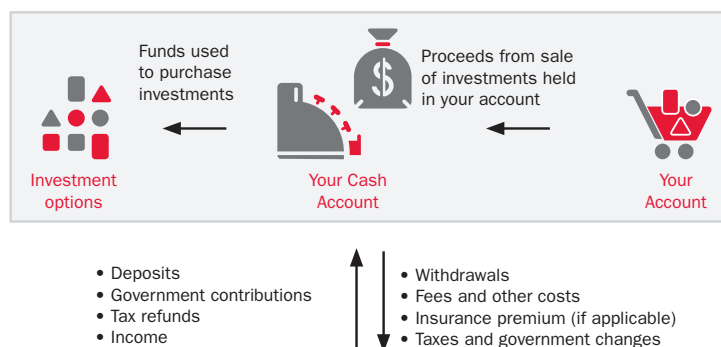 Funds used
to purchase
investments
$
Proceeds from sale
of investments held
in your account
Investment
options
Your Cash
Account
Your
Account
• Deposits
• Government contributions
• Tax refunds
• Income
• Withdrawals
• Fees and other costs
• Insurance premium (if applicable)
• Taxes and government changes